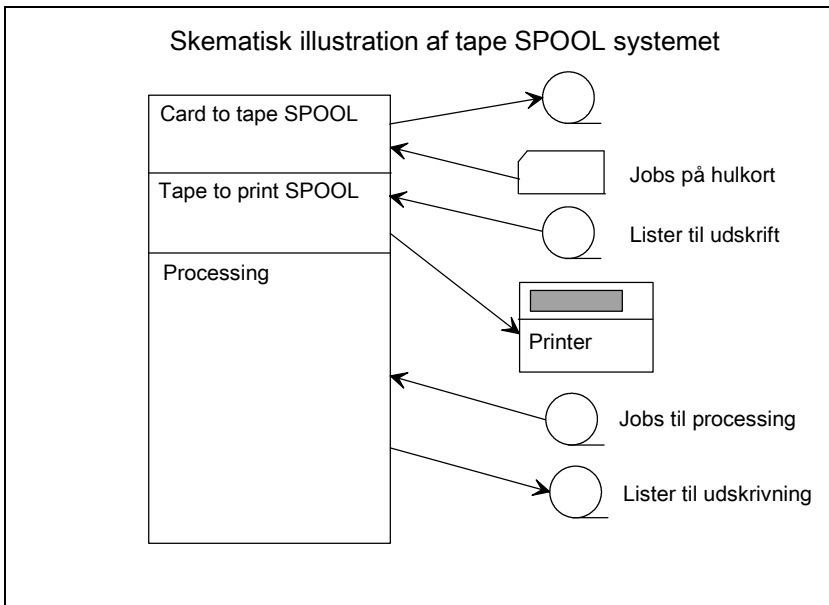 Skematisk illustration af tape SPOOL systemet
Card to tape SPOOL
Jobs på hulkort
Tape to print SPOOL
Lister til udskrift
Processing
Printer
Jobs til processing
Lister til udskrivning